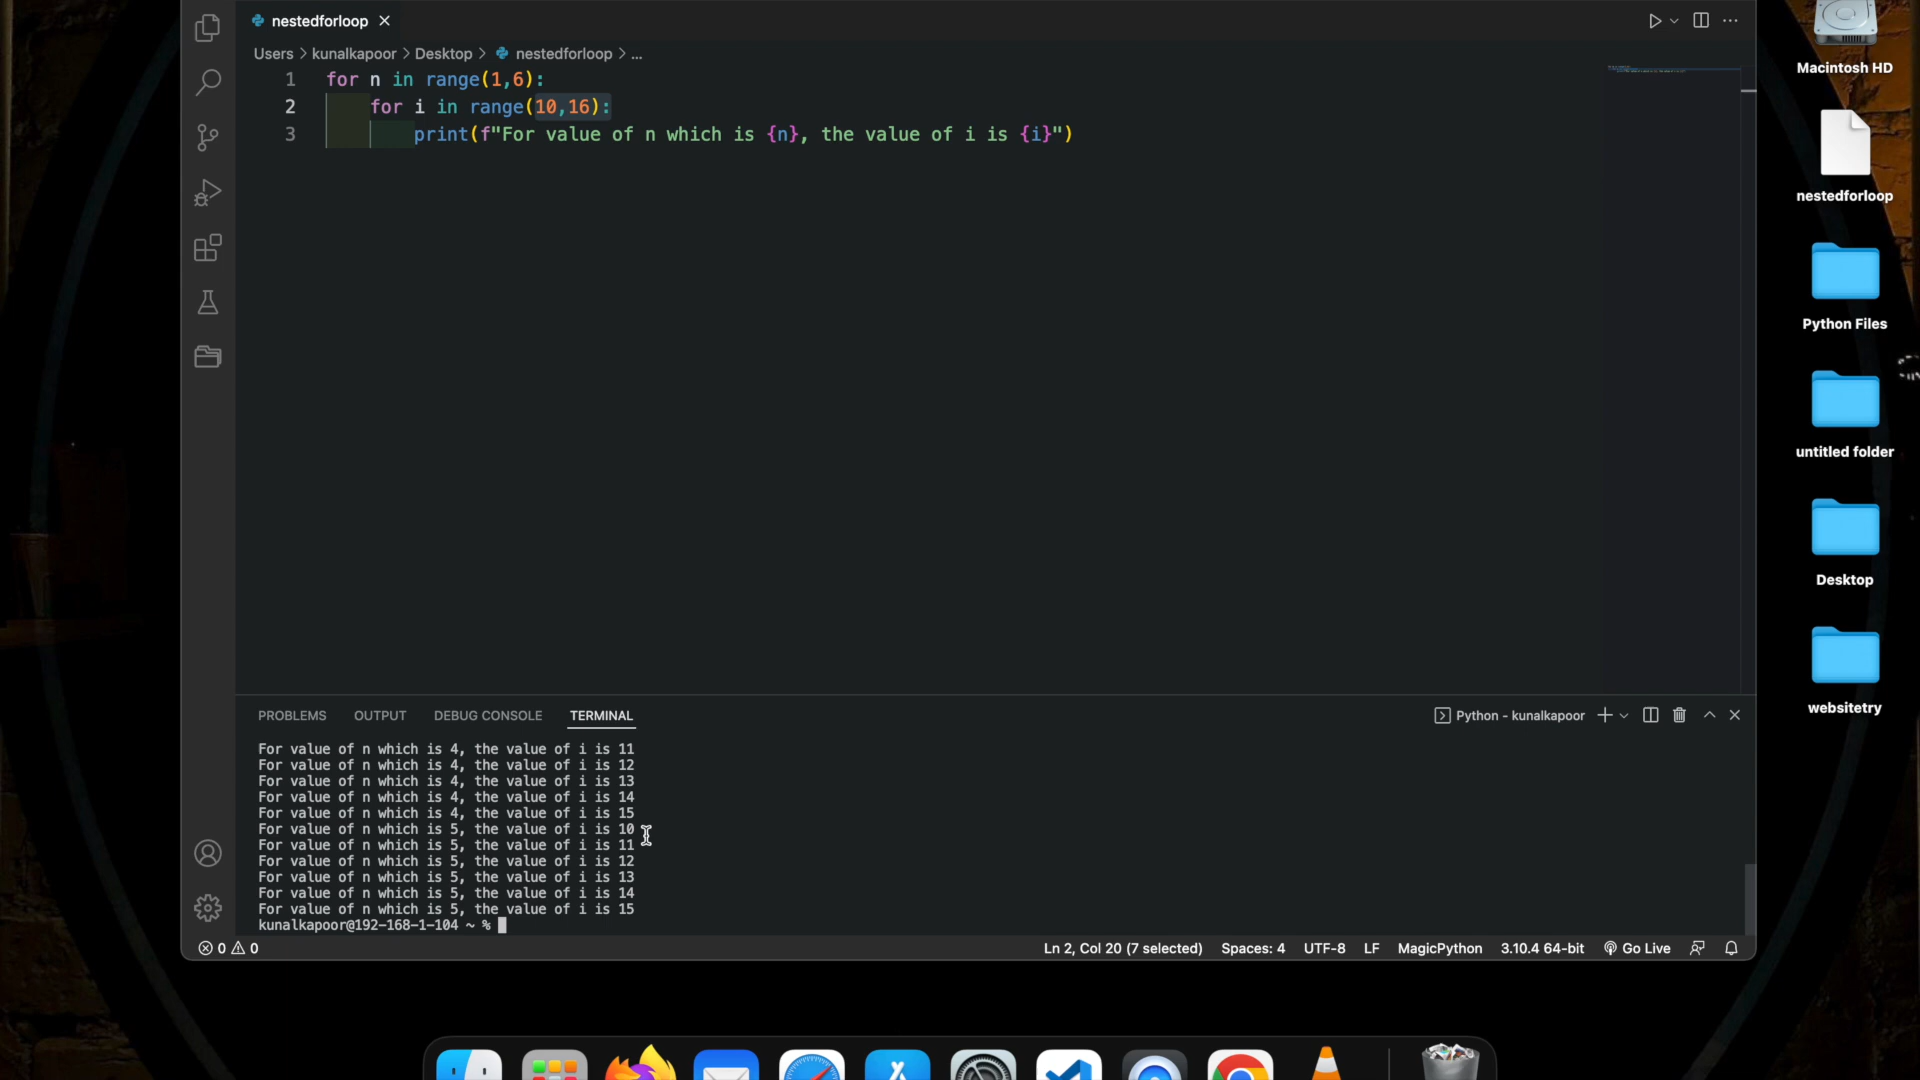 nestedforloop
Users > kunalkapoor > Desktop > nestedforloop > ...
1 for n in range(1,6):
2 for i in range(10,16):
3 print(f"For value of n which is {n}, the value of i is {i}")
PROBLEMS OUTPUT DEBUG CONSOLE TERMINAL
Python - kunalkapoor
For value of n which is 4, the value of i is 11
For value of n which is 4, the value of i is 12
For value of n which is 4, the value of i is 13
For value of n which is 4, the value of i is 14
For value of n which is 4, the value of i is 15
For value of n which is 5, the value of i is 10
For value of n which is 5, the value of i is 11
For value of n which is 5, the value of i is 12
For value of n which is 5, the value of i is 13
For value of n which is 5, the value of i is 14
For value of n which is 5, the value of i is 15
kunalkapoor@192-168-1-104 ~ %
0 0 Ln 2, Col 20 (7 selected) Spaces: 4 UTF-8 LF MagicPython 3.10.4 64-bit Go Live
Macintosh HD
nestedforloop
Python Files
untitled folder
Desktop
websitetry